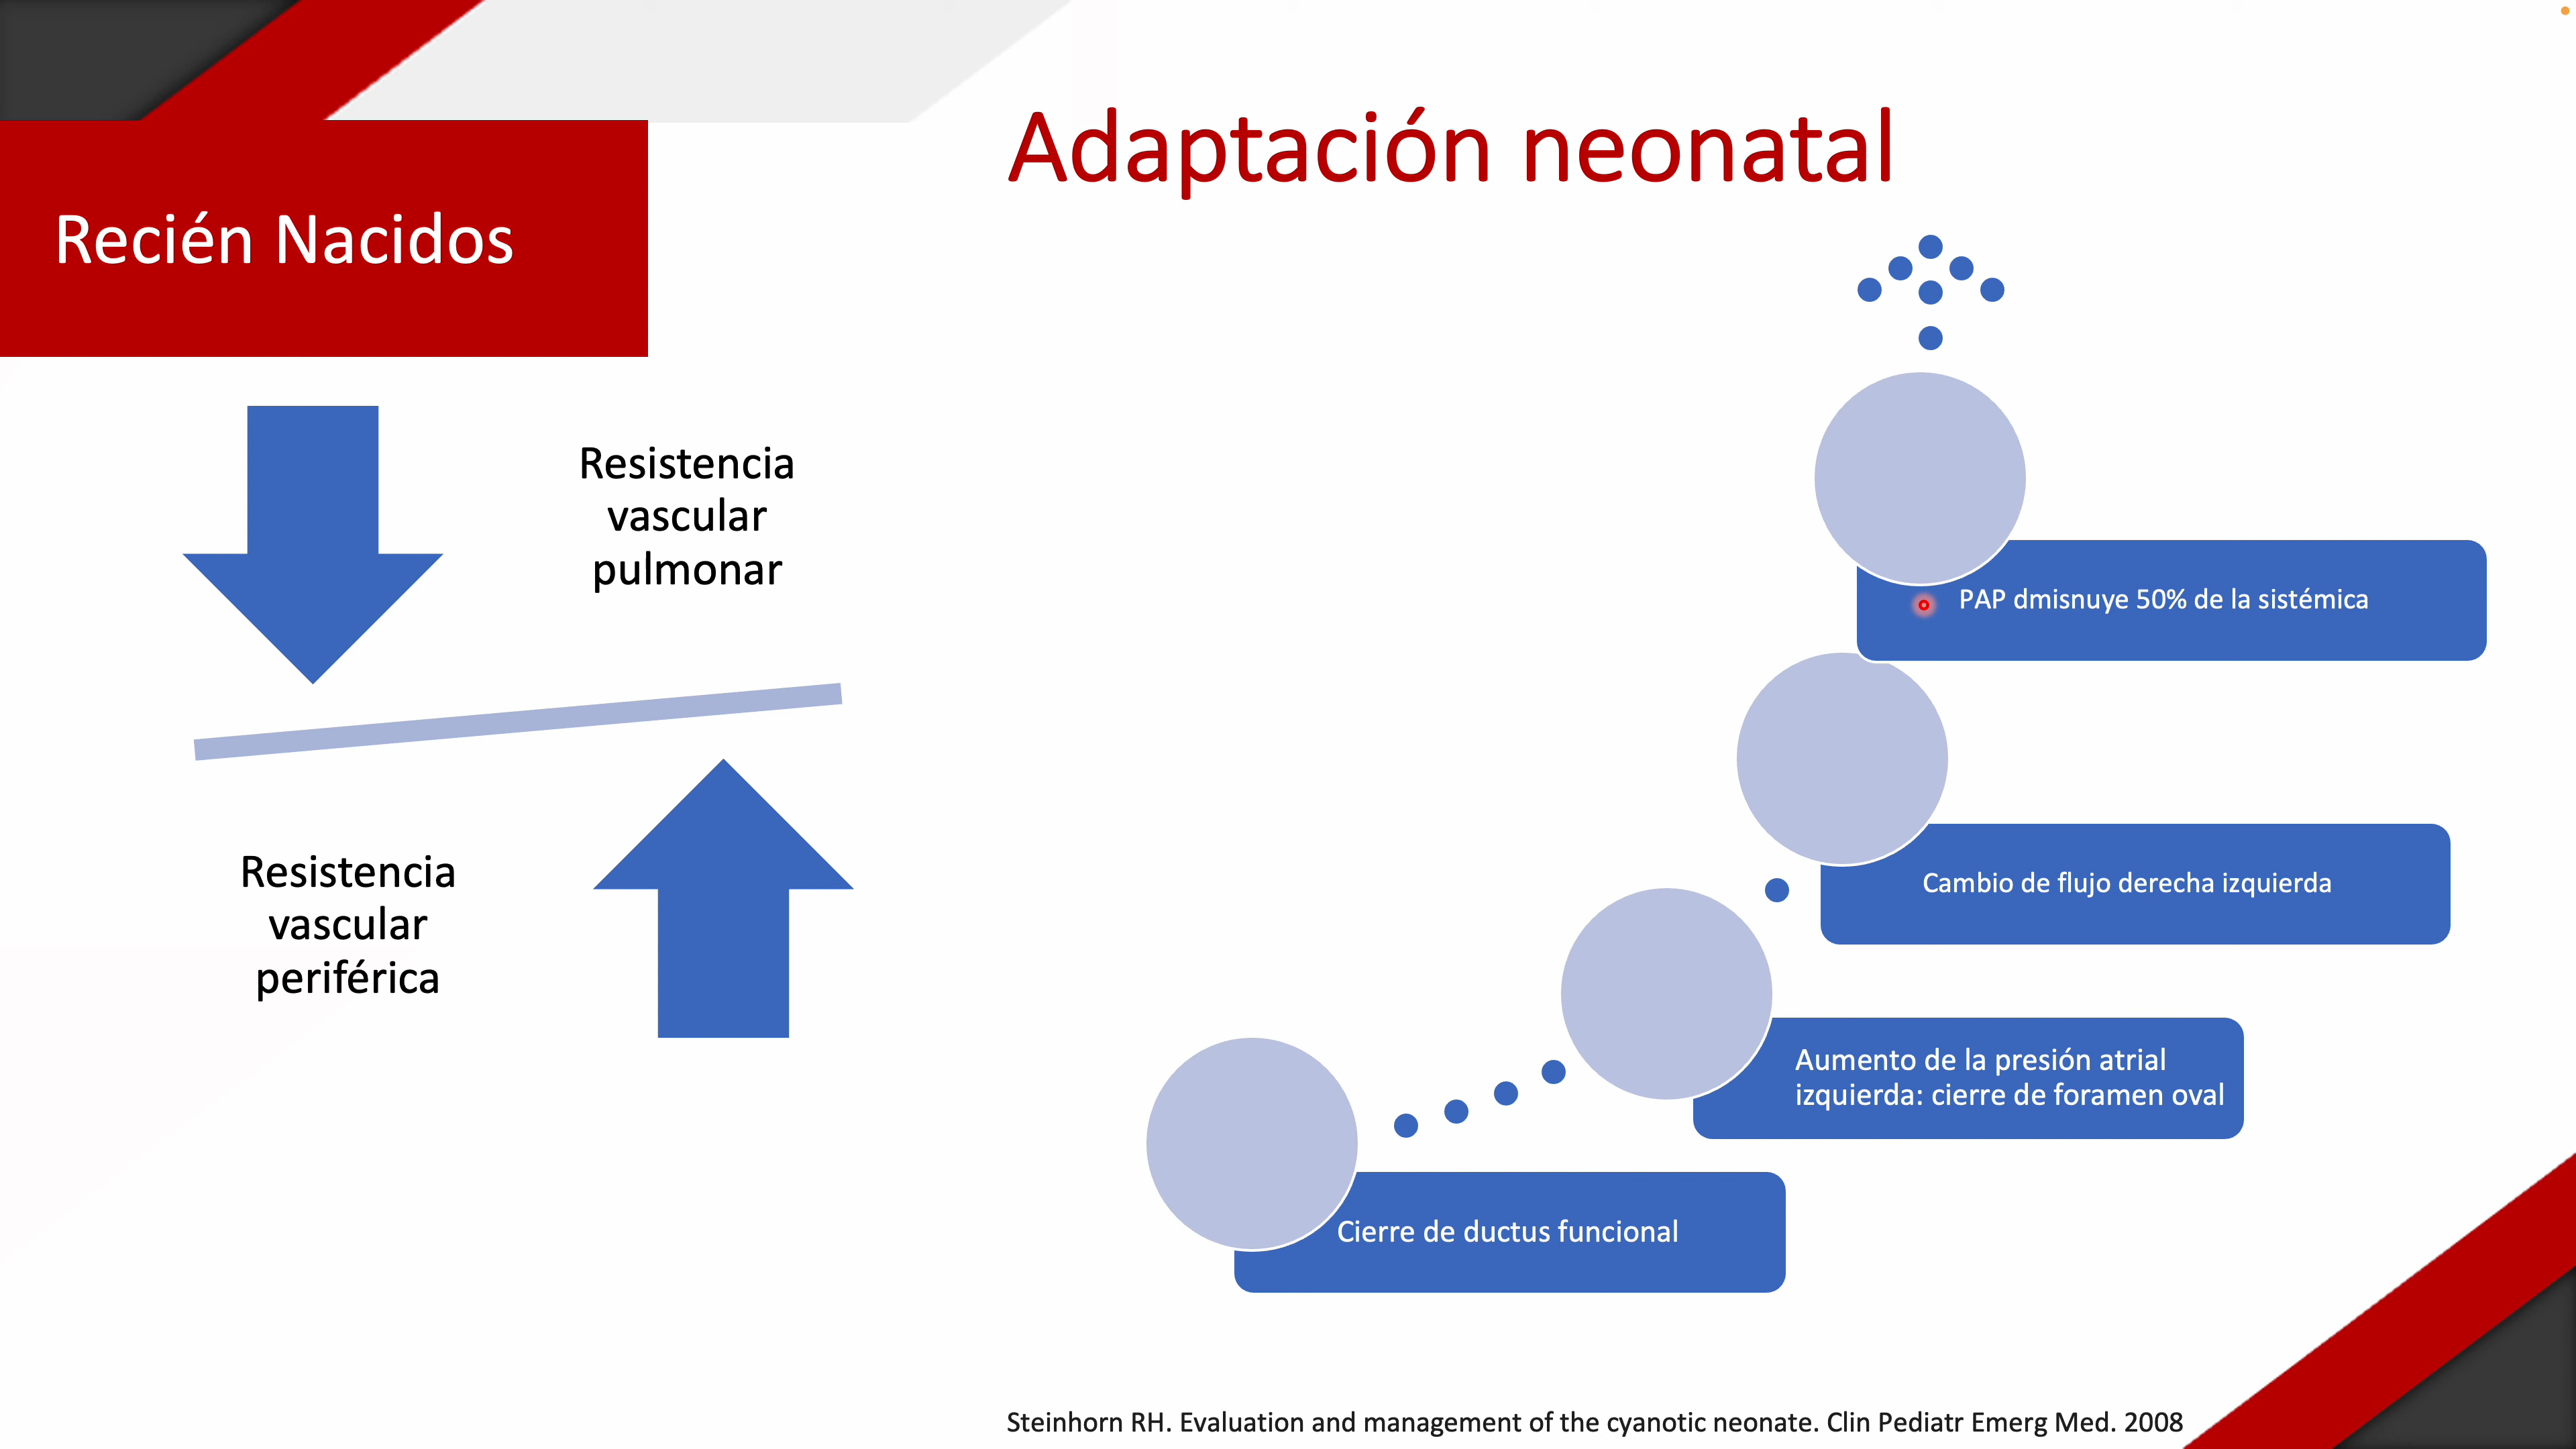 Adaptación neonatal
Recién Nacidos
Resistencia
vascular
pulmonar
Resistencia
vascular
periférica
PAP dmisnuye 50% de la sistémica
Cambio de flujo derecha izquierda
Aumento de la presión atrial
izquierda: cierre de foramen oval
Cierre de ductus funcional
Steinhorn RH. Evaluation and management of the cyanotic neonate. Clin Pediatr Emerg Med. 2008